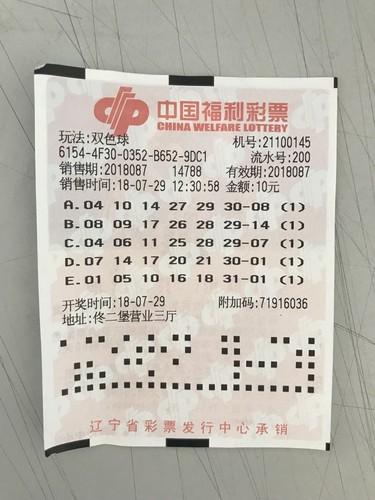 中国福利彩票
CHINA WELFARE LOTTERY
玩法:双色球 机号:21100145
6154-4F30-0352-B652-9DC1 流水号:200
销售期:2018087 14788 有效期:2018087
销售时间:18-07-29 12:30:58 金额:10元
A.04 10 14 27 29 30-08 (1)
B.08 09 17 26 28 29-14 (1)
C.04 06 11 25 28 29-07 (1)
D.07 14 17 20 21 30-01 (1)
E.01 05 10 16 18 31-01 (1)
开奖时间:18-07-29 附加码:71916036
地址:佟二堡营业三厅
辽宁省彩票发行中心承销